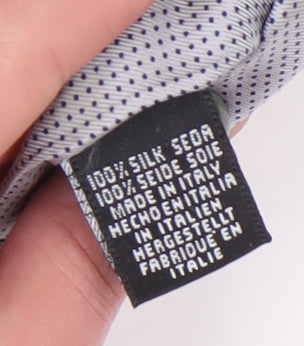 100% SILK SEDA
100% SEIDE SOIE
MADE IN ITALY
HECHO EN ITALIA
IN ITALIEN
HERGESTELLT
FABRIQUÉ EN
ITALIE